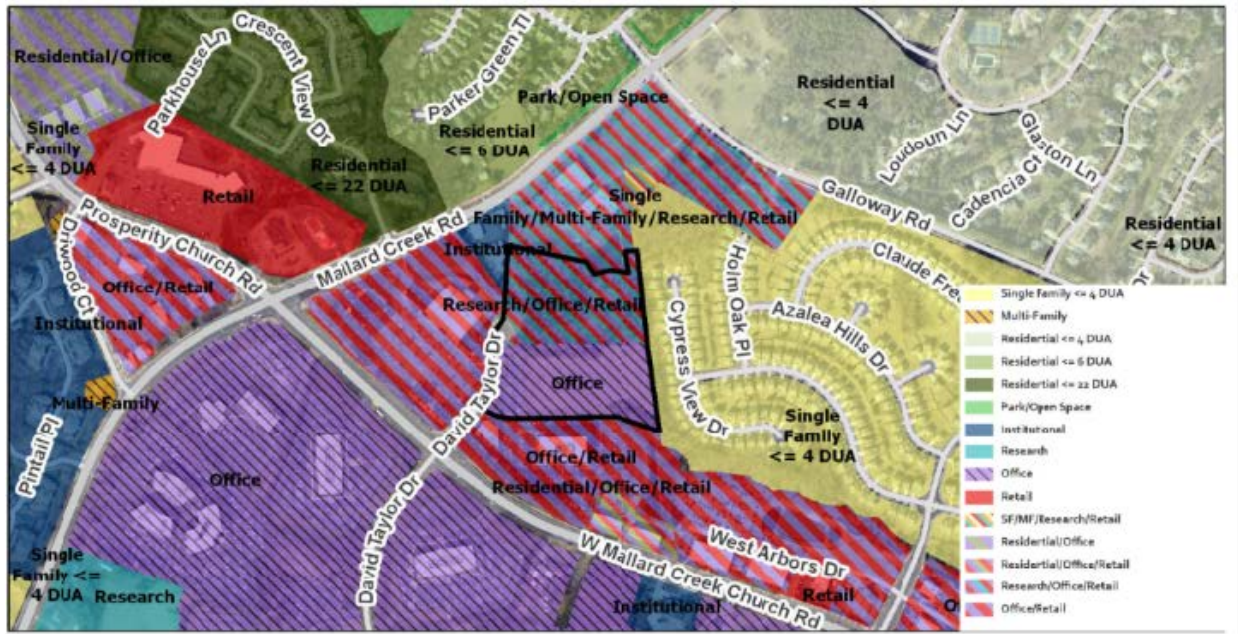 Crescent
View Dr
Parkhouse Ln
Parker Green Tl
Residential/Office
Park/Open Space
Residential
<= 4
DUA
Loudoun Ln
Glaston Ln
Cadencia Ct
Single
Family
<= 4 DUA
Residential
<= 6 DUA
Residential
<= 22 DUA
Retail
Single
Family/Multi-Family/Research/Retail
Galloway Rd
Residential
<= 4 DUA
Prosperity Church Rd
Mallard Creek Rd
Driwood Ct
Institutional
Office/Retail
Holm Oak Pl
Claude Fre
Dr
Institutional
Research/Office/Retail
Cypress View Dr
Azalea Hills Dr
Office
David Taylor Dr
Multi-Family
Pintail Pl
Single
Family
<= 4 DUA
Office
Office/Retail
Residential/Office/Retail
David Taylor Dr
W Mallard Creek Church Rd
West Arbors Dr
Single
Family <=
4 DUA
Research
Institutional
Retail
Single Family <= 4 DUA
Multi-Family
Residential <= 4 DUA
Residential <= 6 DUA
Residential <= 22 DUA
Park/Open Space
Institutional
Research
Office
Retail
SF/MF/Research/Retail
Residential/Office
Residential/Office/Retail
Research/Office/Retail
Office/Retail